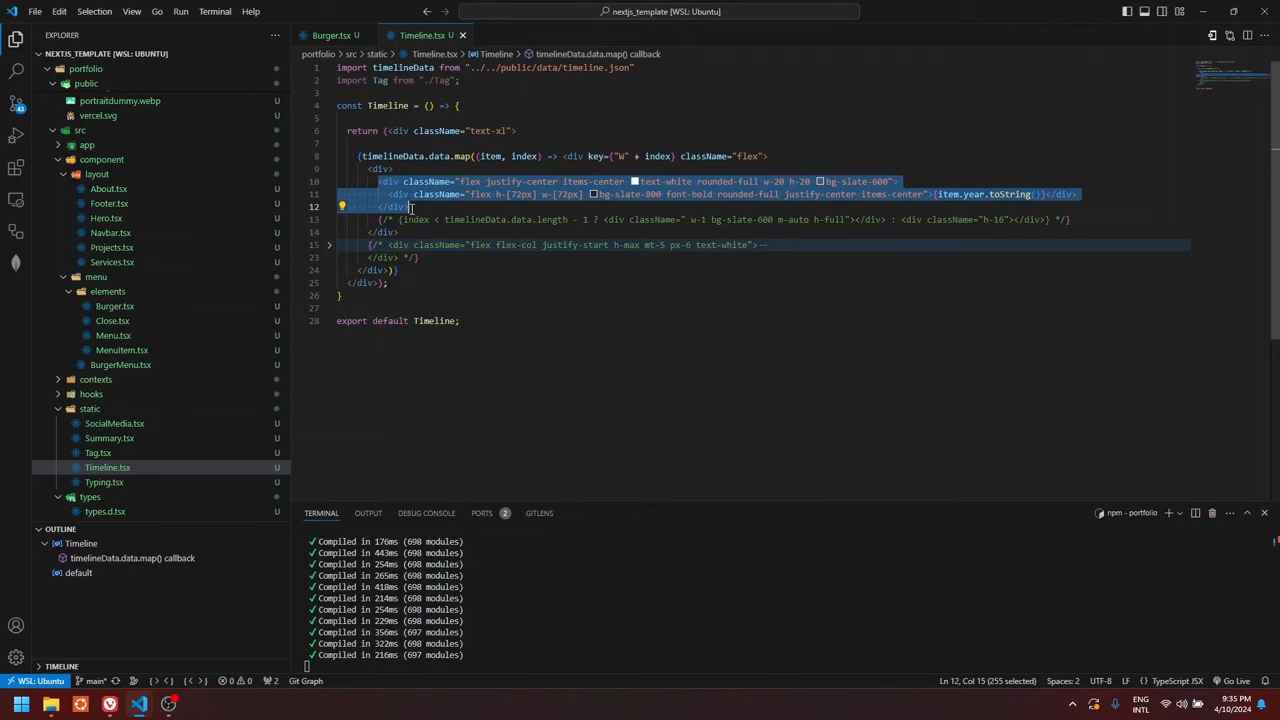 File Edit Selection View Go Run Terminal Help
nextjs_template [WSL: Ubuntu]
EXPLORER
NEXTJS_TEMPLATE [WSL: UBUNTU]
portfolio
public
portraitdummy.webp
vercel.svg
src
app
component
layout
About.tsx U
Footer.tsx U
Hero.tsx U
Navbar.tsx U
Projects.tsx U
Services.tsx U
menu
elements
Burger.tsx U
Close.tsx U
Menu.tsx U
MenuItem.tsx U
BurgerMenu.tsx U
contexts
hooks
static
SocialMedia.tsx U
Summary.tsx U
Tag.tsx U
Timeline.tsx U
Typing.tsx U
types
types.d.tsx U
OUTLINE
Timeline
timelineData.data.map() callback
default
TIMELINE
43
Burger.tsx U Timeline.tsx U
portfolio > src > static > Timeline.tsx > Timeline > timelineData.data.map() callback
1 import timelineData from "../../public/data/timeline.json"
2 import Tag from "./Tag";
3
4 const Timeline = () => {
5
6 return (<div className="text-xl">
7
8 {timelineData.data.map((item, index) => <div key={"W" + index} className="flex">
9 <div>
10 <div className="flex justify-center items-center text-white rounded-full w-20 h-20 bg-slate-600">
11 <div className="flex h-[72px] w-[72px] bg-slate-800 font-bold rounded-full justify-center items-center">{item.year.toString()}</div>
12 </div>
13 {/* {index < timelineData.data.length - 1 ? <div className=" w-1 bg-slate-600 m-auto h-full"></div> : <div className="h-16"></div>} */}
14 </div>
15 {/* <div className="flex flex-col justify-start h-max mt-5 px-6 text-white">⋯
23 </div> */}
24 </div>)}
25 </div>);
26 }
27
28 export default Timeline;
TERMINAL OUTPUT DEBUG CONSOLE PORTS 2 GITLENS
npm - portfolio
✓ Compiled in 176ms (698 modules)
✓ Compiled in 443ms (698 modules)
✓ Compiled in 254ms (698 modules)
✓ Compiled in 265ms (698 modules)
✓ Compiled in 418ms (698 modules)
✓ Compiled in 214ms (698 modules)
✓ Compiled in 254ms (698 modules)
✓ Compiled in 229ms (698 modules)
✓ Compiled in 356ms (697 modules)
✓ Compiled in 322ms (698 modules)
✓ Compiled in 216ms (697 modules)
WSL: Ubuntu main* 0 0 2 Git Graph Ln 12, Col 15 (255 selected) Spaces: 2 UTF-8 LF TypeScript JSX Go Live
ENG
INTL
9:35 PM
4/10/2024